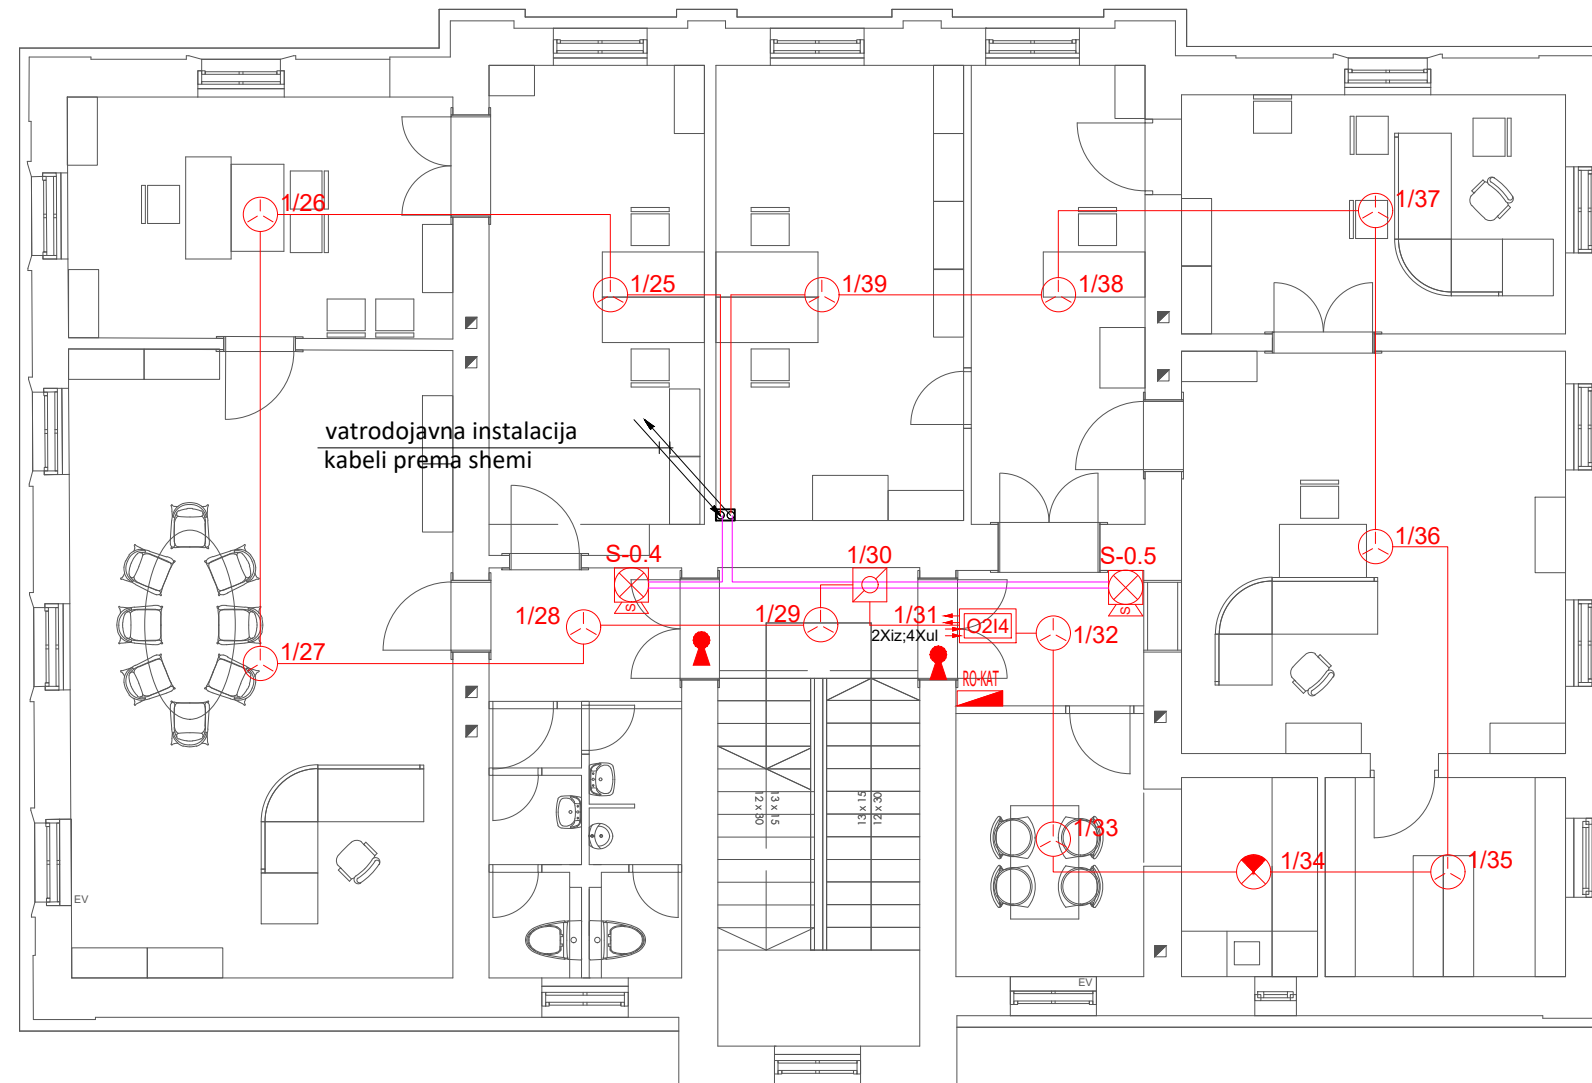 1/26
1/37
1/25
1/39
1/38
vatrodojavna instalacija
kabeli prema shemi
1/36
S-0.4
1/30
S-0.5
S
S
1/28
1/29
1/31
O2I4
2Xiz;4Xul
1/32
1/27
RO-KAT
13 x 15
12 x 30
13 x 15
12 x 30
1/33
1/34
1/35
EV
EV